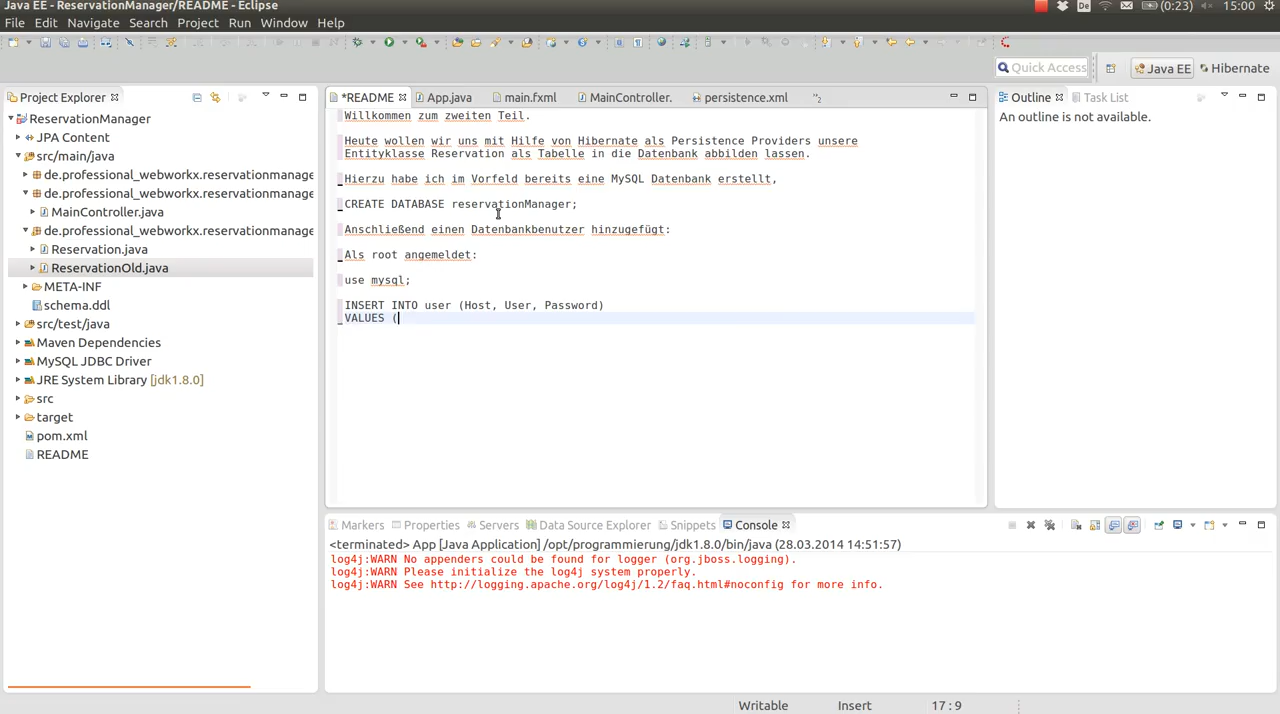 Java EE - ReservationManager/README - Eclipse
De
(0:23)
15:00
File Edit Navigate Search Project Run Window Help
Quick Access
Java EE
Hibernate
Project Explorer
*README
App.java
main.fxml
MainController.
persistence.xml
"2
Outline
Task List
ReservationManager
JPA Content
src/main/java
de.professional_webworkx.reservationmanage
de.professional_webworkx.reservationmanage
MainController.java
de.professional_webworkx.reservationmanage
Reservation.java
ReservationOld.java
META-INF
schema.ddl
src/test/java
Maven Dependencies
MySQL JDBC Driver
JRE System Library [jdk1.8.0]
src
target
pom.xml
README
Willkommen zum zweiten Teil.
Heute wollen wir uns mit Hilfe von Hibernate als Persistence Providers unsere
Entityklasse Reservation als Tabelle in die Datenbank abbilden lassen.
Hierzu habe ich im Vorfeld bereits eine MySQL Datenbank erstellt,
CREATE DATABASE reservationManager;
Anschließend einen Datenbankbenutzer hinzugefügt:
Als root angemeldet:
use mysql;
INSERT INTO user (Host, User, Password)
VALUES (
An outline is not available.
Markers
Properties
Servers
Data Source Explorer
Snippets
Console
<terminated> App [Java Application] /opt/programmierung/jdk1.8.0/bin/java (28.03.2014 14:51:57)
log4j:WARN No appenders could be found for logger (org.jboss.logging).
log4j:WARN Please initialize the log4j system properly.
log4j:WARN See http://logging.apache.org/log4j/1.2/faq.html#noconfig for more info.
Writable
Insert
17 : 9